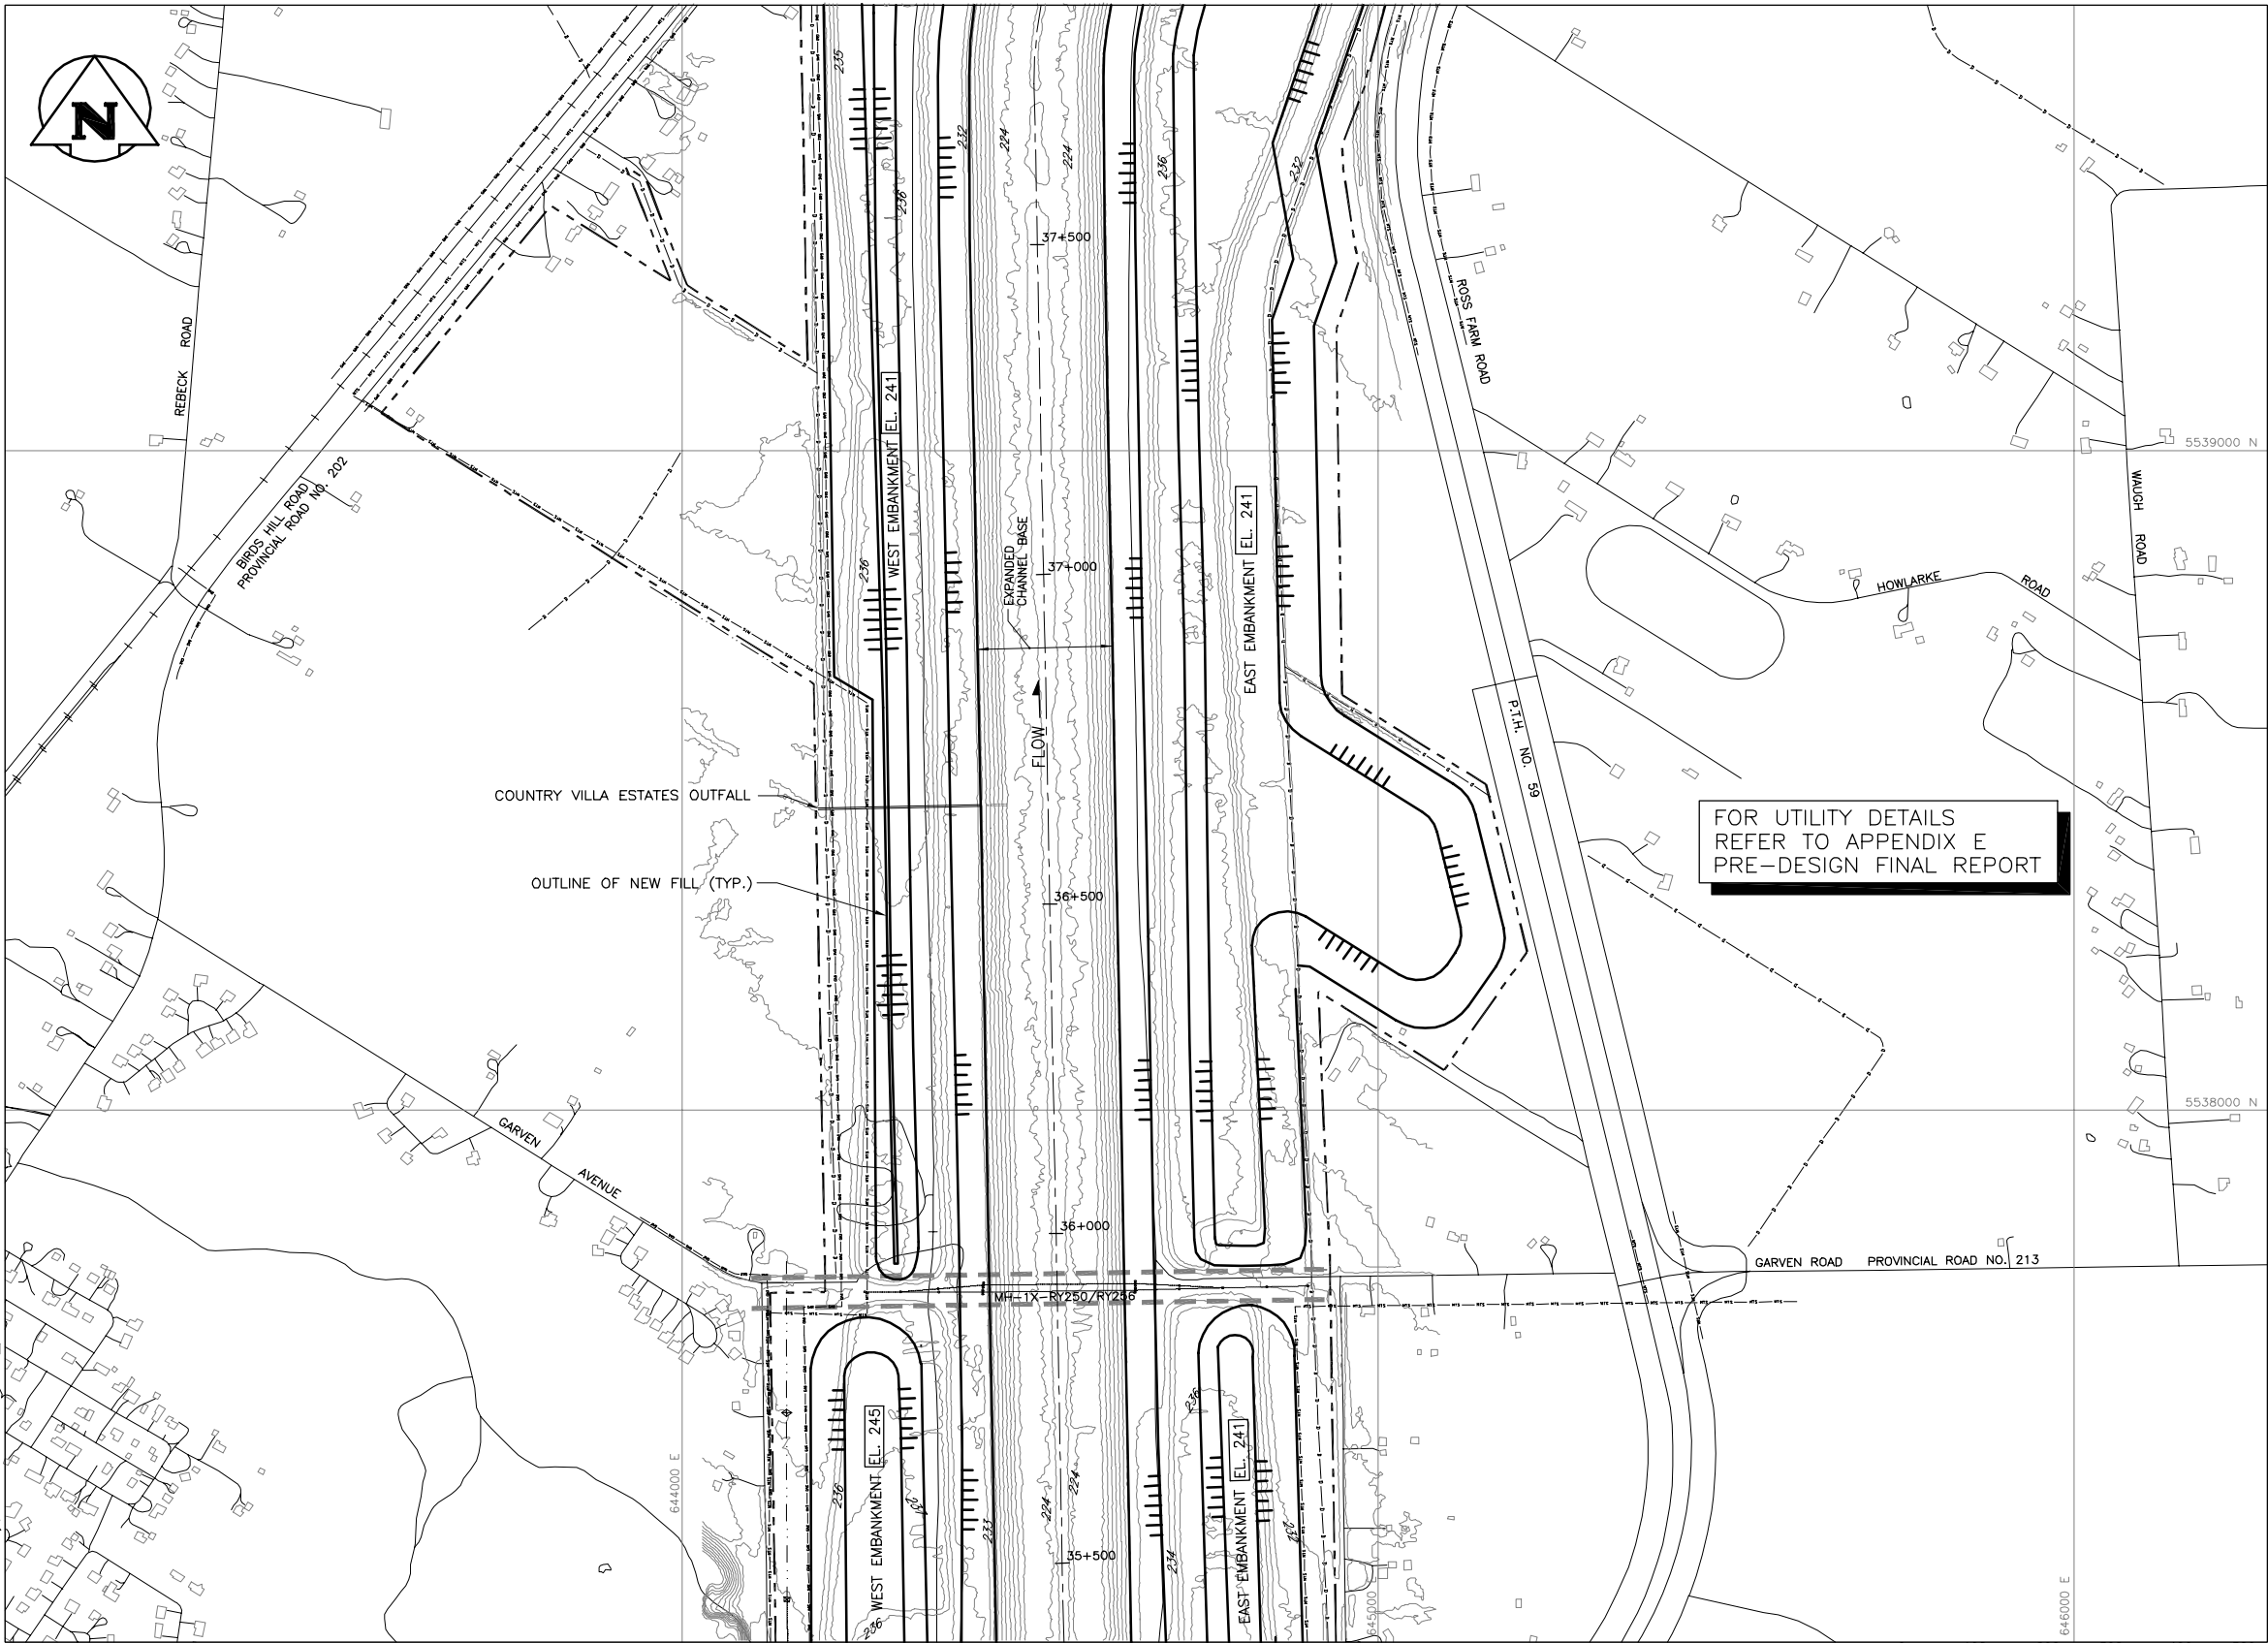 N
235
232
224
224
236
232
236
37+500
REBECK ROAD
ROSS FARM ROAD
WEST EMBANKMENT EL. 241
5539000 N
BIRDS HILL ROAD
PROVINCIAL ROAD NO. 202
WAUGH ROAD
EAST EMBANKMENT EL. 241
236
EXPANDED
CHANNEL BASE
37+000
HOWLARKE ROAD
FLOW
P.T.H. NO. 59
COUNTRY VILLA ESTATES OUTFALL
FOR UTILITY DETAILS
REFER TO APPENDIX E
PRE-DESIGN FINAL REPORT
OUTLINE OF NEW FILL (TYP.)
36+500
5538000 N
GARVEN AVENUE
36+000
GARVEN ROAD PROVINCIAL ROAD NO. 213
MH-1X-RY250/RY256
236
WEST EMBANKMENT EL. 245
EAST EMBANKMENT EL. 241
644000 E
236
224
224
233
234
35+500
236
645000 E
646000 E